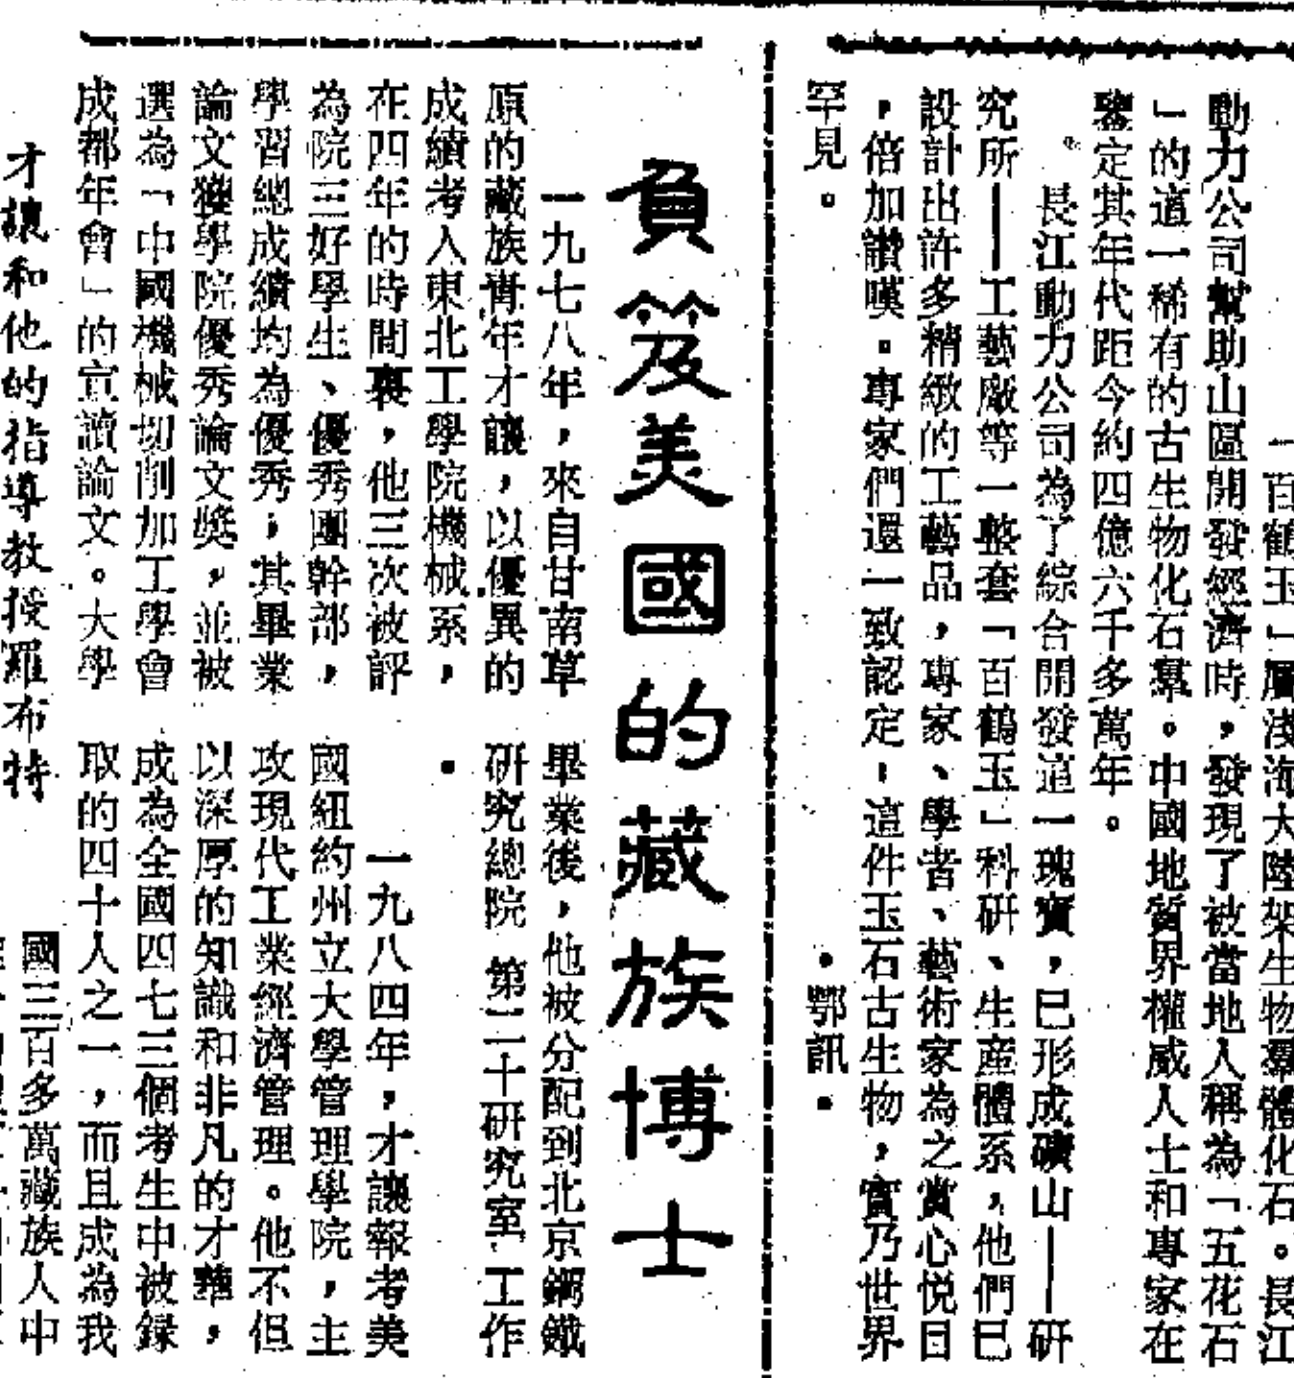 一百鶴玉」屬淺海大陸架生物羣體化石。長江
動力公司幫助山區開發經濟時,發現了被當地人稱為「五花石
」的這一稀有的古生物化石羣。中國地質界權威人士和專家在
鑒定其年代距今約四億六千多萬年。
長江動力公司為了綜合開發這一瑰寶,已形成礦山——研
究所——工藝廠等一整套「百鶴玉」科研、生産體系,他們已
設計出許多精緻的工藝品,專家、學者、藝術家為之賞心悦目
,倍加讚嘆。專家們還一致認定,這件玉石古生物,實乃世界
罕見。
・鄂訊・
負笈美國的藏族博士
一九七八年,來自甘南草
原的藏族青年才讓,以優異的
成績考入東北工學院機械系,
在四年的時間裏,他三次被評
為院三好學生、優秀團幹部,
學習總成績均為優秀,其畢業
論文獲學院優秀論文奬,並被
選為「中國機械切削加工學會
成都年會」的宣讀論文。大學
畢業後,他被分配到北京鋼鐵
研究總院第二十研究室工作
。
一九八四年,才讓報考美
國紐約州立大學管理學院,主
攻現代工業經濟管理。他不但
以深厚的知識和非凡的才華,
成為全國四七三個考生中被録
取的四十人之一,而且成為我
國三百多萬藏族人中
才讓和他的指導教授羅布特